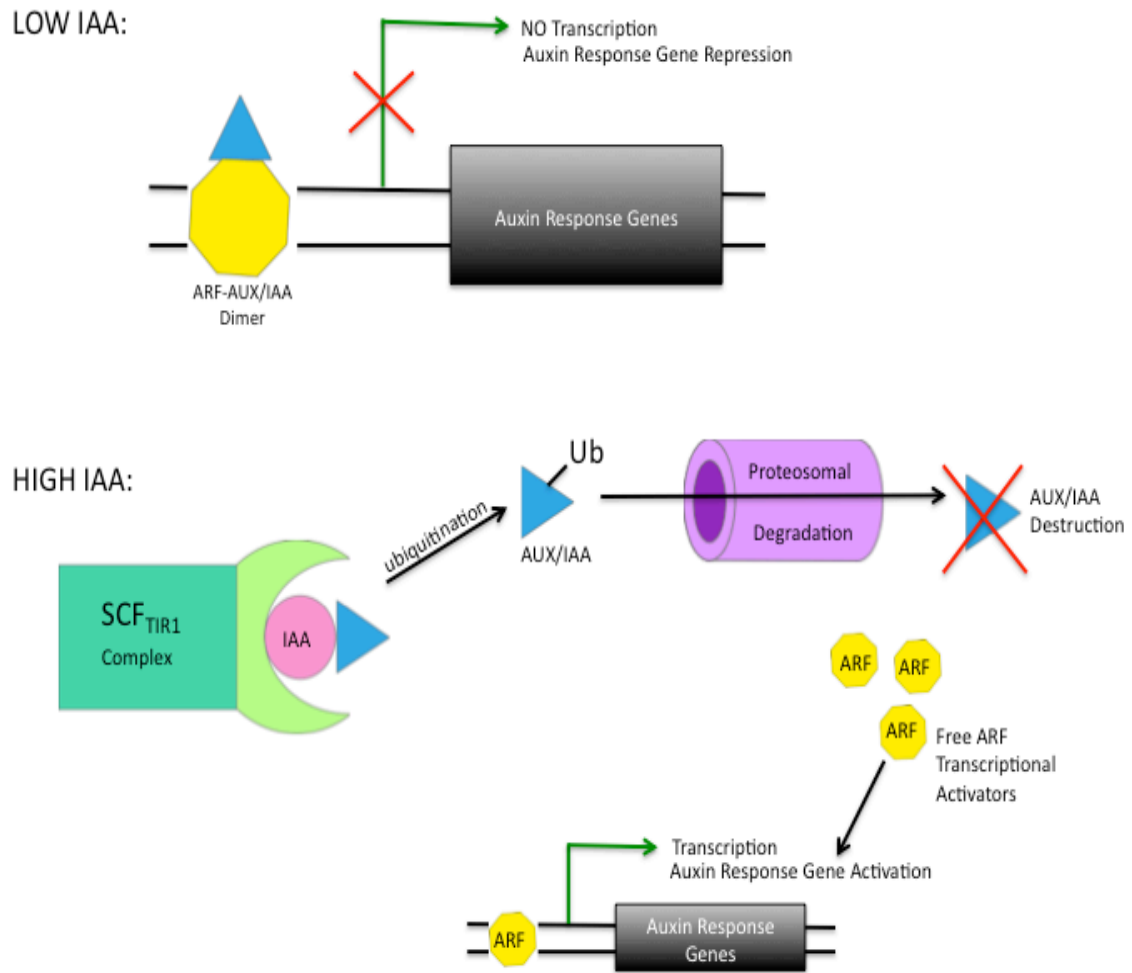 LOW IAA:
NO Transcription
Auxin Response Gene Repression
Auxin Response Genes
ARF-AUX/IAA
Dimer
HIGH IAA:
Ub
ubiquitination
AUX/IAA
Proteosomal
Degradation
AUX/IAA
Destruction
SCFTIR1
Complex
IAA
ARF
ARF
ARF
Free ARF
Transcriptional
Activators
Transcription
Auxin Response Gene Activation
ARF
Auxin Response
Genes